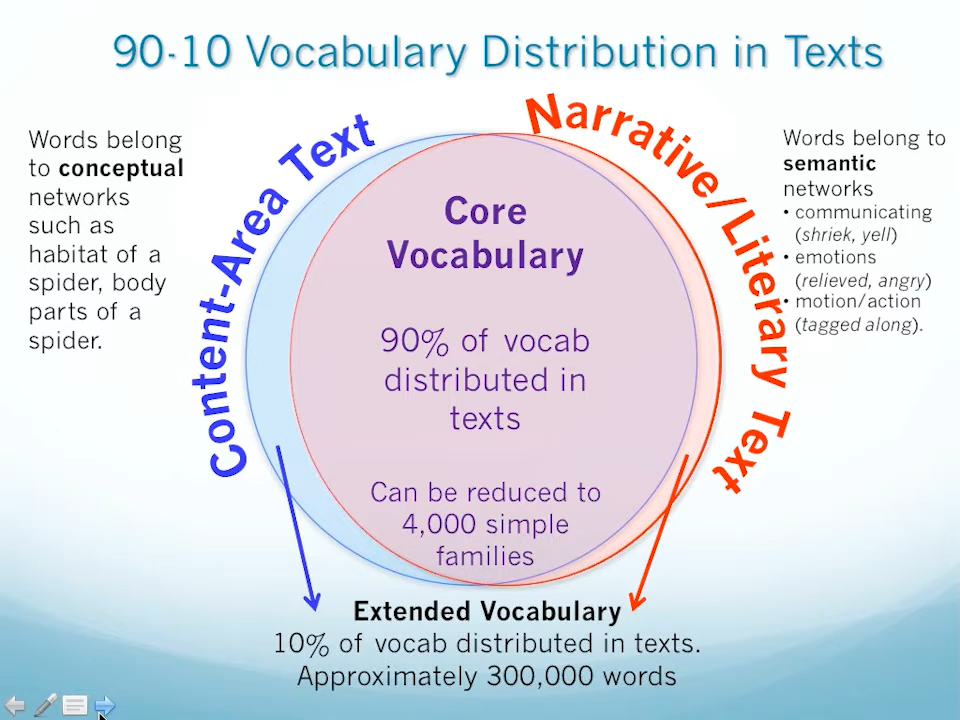 90-10 Vocabulary Distribution in Texts
Words belong
to conceptual
networks
such as
habitat of a
spider, body
parts of a
spider.
Content-Area Text
Narrative/Literary Text
Words belong to
semantic
networks
• communicating
(shriek, yell)
• emotions
(relieved, angry)
• motion/action
(tagged along).
Core
Vocabulary
90% of vocab
distributed in
texts
Can be reduced to
4,000 simple
families
Extended Vocabulary
10% of vocab distributed in texts.
Approximately 300,000 words